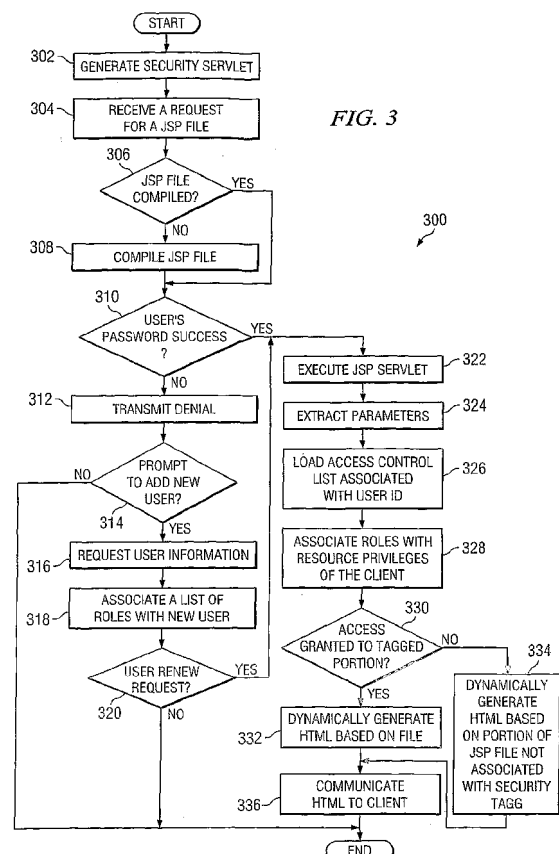 START
302
GENERATE SECURITY SERVLET
304
RECEIVE A REQUEST
FOR A JSP FILE
FIG. 3
306
JSP FILE
COMPILED?
YES
NO
300
308
COMPILE JSP FILE
310
USER'S
PASSWORD SUCCESS
?
YES
NO
312
TRANSMIT DENIAL
NO
PROMPT
TO ADD NEW
USER?
314
YES
316
REQUEST USER INFORMATION
318
ASSOCIATE A LIST OF
ROLES WITH NEW USER
USER RENEW
REQUEST?
YES
320
NO
EXECUTE JSP SERVLET
322
EXTRACT PARAMETERS
324
LOAD ACCESS CONTROL
LIST ASSOCIATED
WITH USER ID
326
ASSOCIATE ROLES WITH
RESOURCE PRIVILEGES
OF THE CLIENT
328
330
ACCESS
GRANTED TO TAGGED
PORTION?
NO
YES
334
DYNAMICALLY
GENERATE
HTML BASED
ON PORTION OF
JSP FILE NOT
ASSOCIATED
WITH SECURITY
TAGG
332
DYNAMICALLY GENERATE
HTML BASED ON FILE
336
COMMUNICATE
HTML TO CLIENT
END